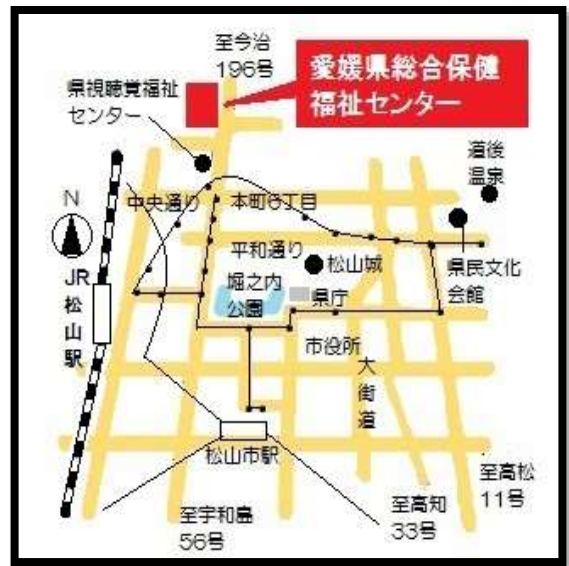 至今治
196号
愛媛県総合保健
福祉センター
県視聴覚福祉
センター
道後
温泉
N
中央通り
本町6丁目
平和通り
松山城
県民文化
会館
JR
松
山
駅
堀之内
公園
県庁
市役所
大
街
道
松山市駅
至高松
11号
至高知
33号
至宇和島
56号